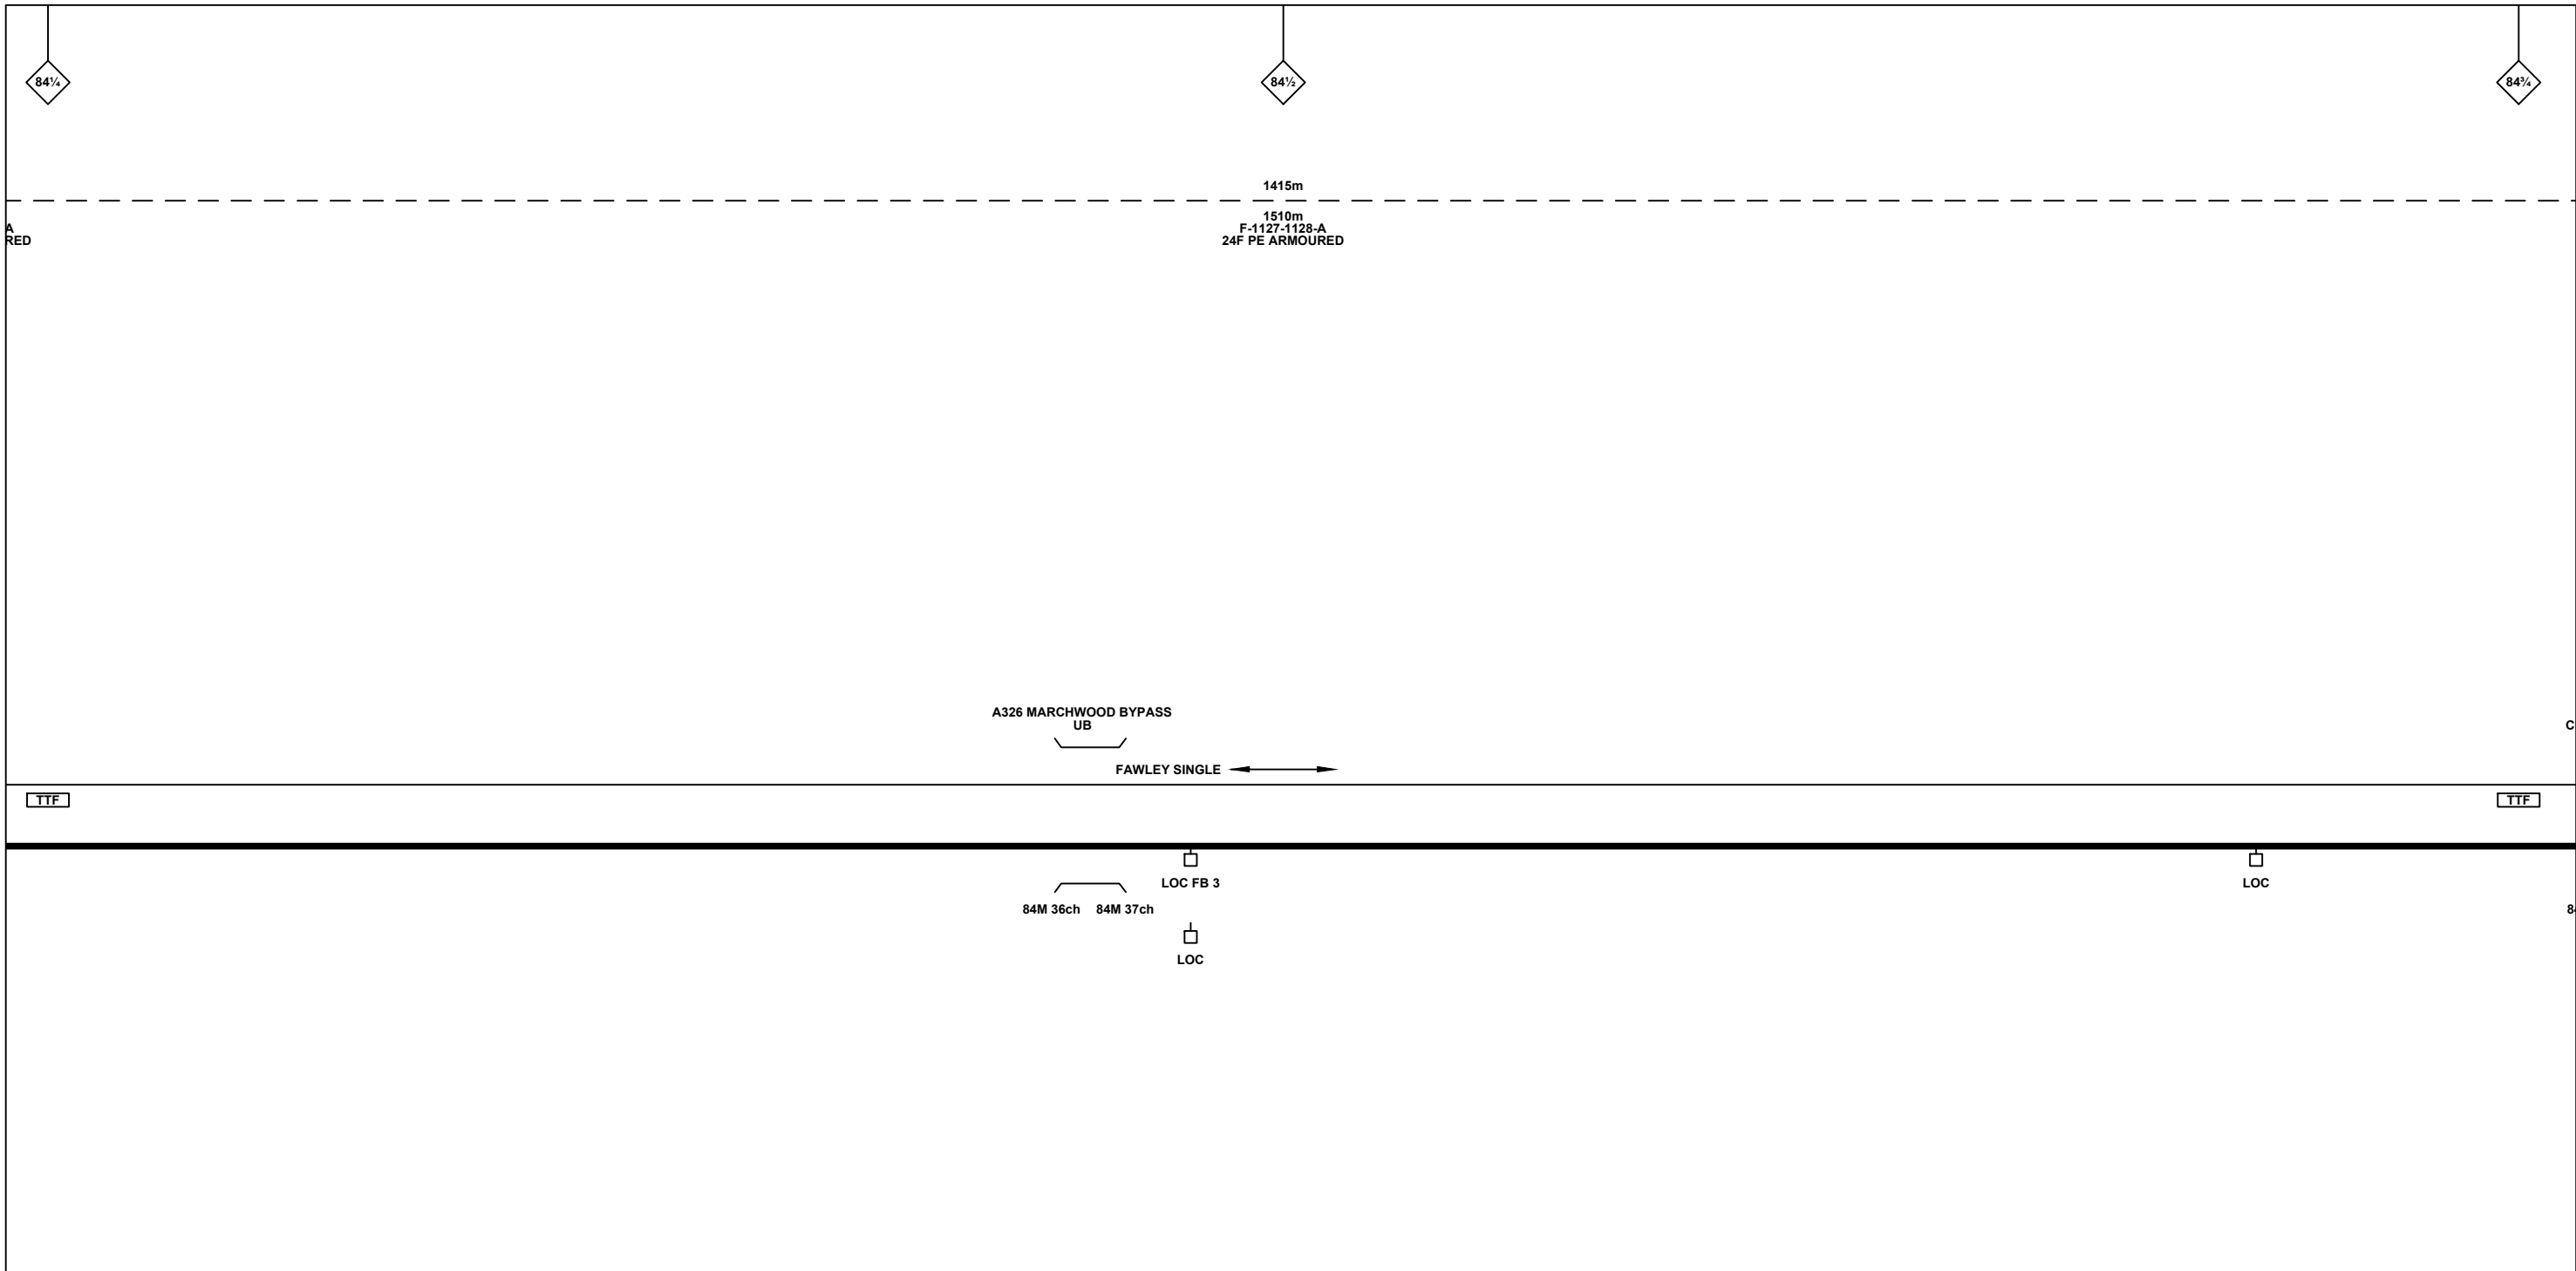 84¼
84½
84¾
1415m
1510m
A
F-1127-1128-A
RED
24F PE ARMOURED
A326 MARCHWOOD BYPASS
UB
C
FAWLEY SINGLE
TTF
TTF
LOC FB 3
LOC
84M 36ch
84M 37ch
84
LOC